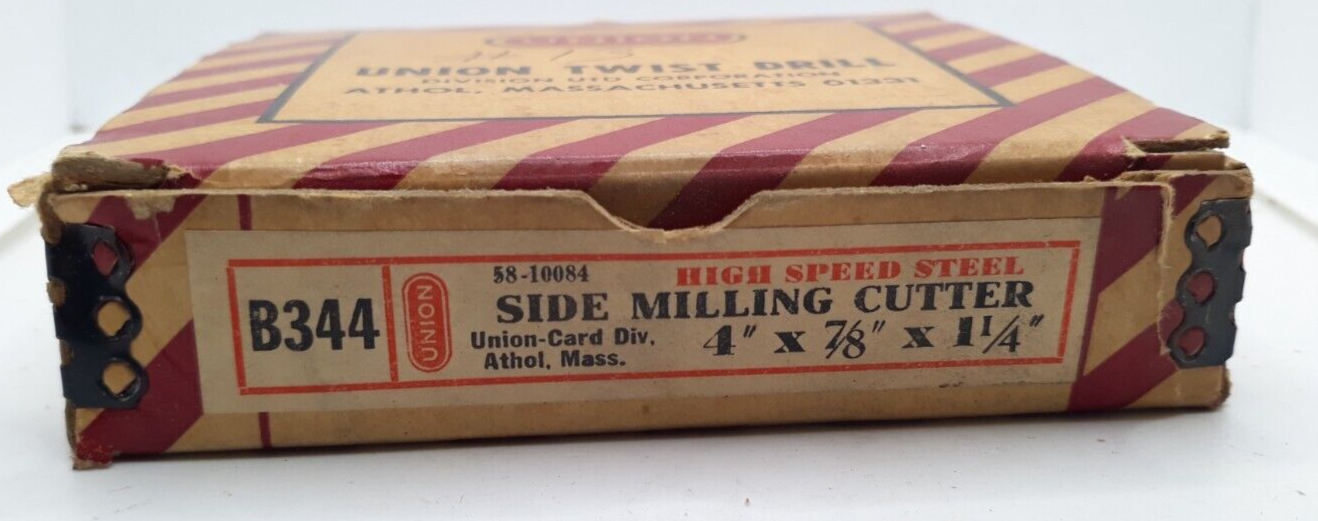 UNION TWIST DRILL
DIVISION UTD CORPORATION
ATHOL, MASSACHUSETTS 01331
B344
UNION
58-10084
HIGH SPEED STEEL
SIDE MILLING CUTTER
Union-Card Div.
Athol, Mass.
4" x 7/8" x 1 1/4"